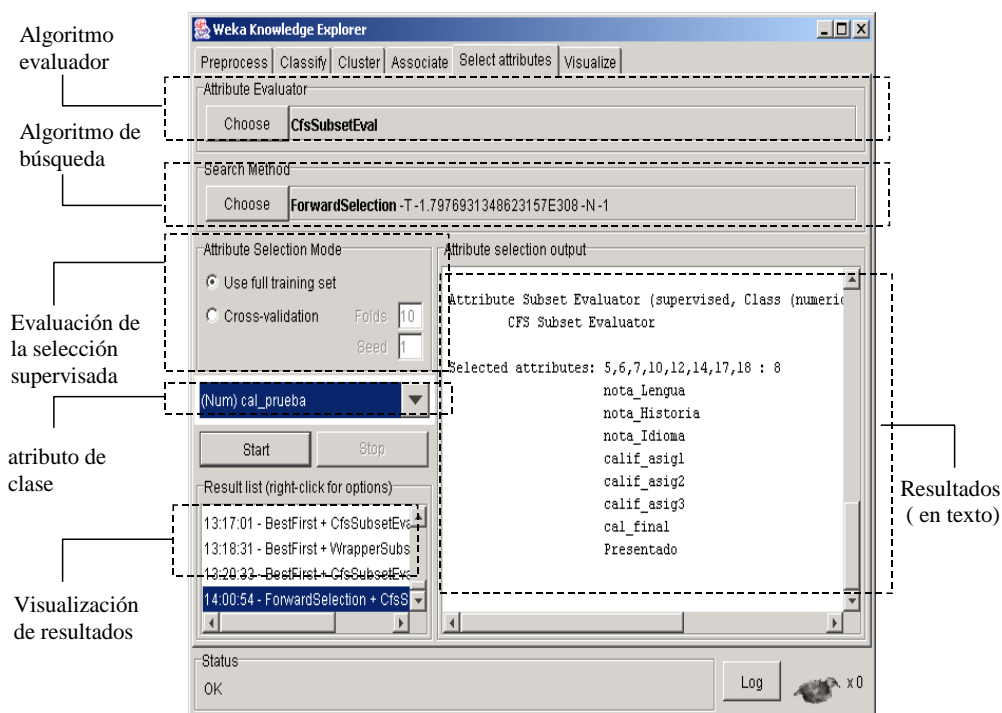 Algoritmo
evaluador
Algoritmo de
búsqueda
Evaluación de
la selección
supervisada
atributo de
clase
Visualización
de resultados
Weka Knowledge Explorer
Preprocess Classify Cluster Associate Select attributes Visualize
Attribute Evaluator
Choose CfsSubsetEval
Search Method
Choose ForwardSelection -T -1.7976931348623157E308 -N -1
Attribute Selection Mode
Use full training set
Cross-validation Folds 10
Seed 1
(Num) cal_prueba
Start Stop
Result list (right-click for options)
13:17:01 - BestFirst + CfsSubsetEva
13:18:31 - BestFirst + WrapperSubs
13:20:33 - BestFirst + CfsSubsetEva
14:00:54 - ForwardSelection + CfsS
Attribute selection output
Attribute Subset Evaluator (supervised, Class (numeric
CFS Subset Evaluator
Selected attributes: 5,6,7,10,12,14,17,18 : 8
nota_Lengua
nota_Historia
nota_Idioma
calif_asig1
calif_asig2
calif_asig3
cal_final
Presentado
Status
OK
Log x 0
Resultados
( en texto)